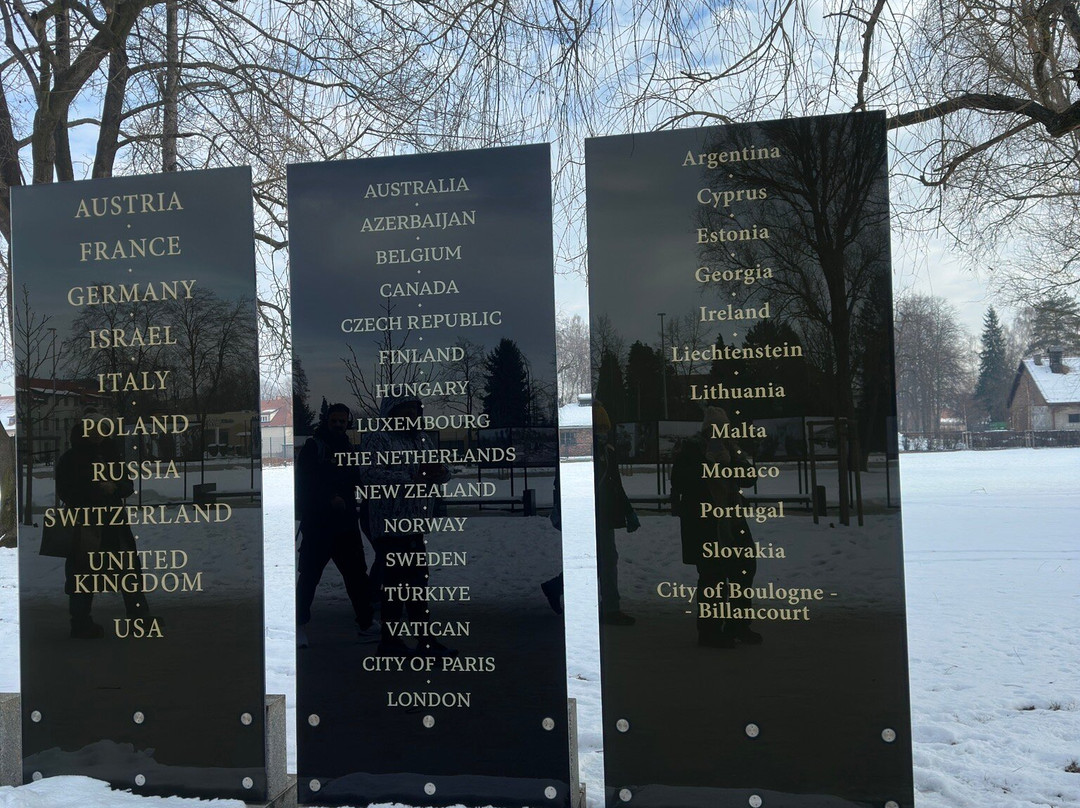 AUSTRIA
FRANCE
GERMANY
ISRAEL
ITALY
POLAND
RUSSIA
SWITZERLAND
UNITED
KINGDOM
USA
AUSTRALIA
AZERBAIJAN
BELGIUM
CANADA
CZECH REPUBLIC
FINLAND
HUNGARY
LUXEMBOURG
THE NETHERLANDS
NEW ZEALAND
NORWAY
SWEDEN
TÜRKIYE
VATICAN
CITY OF PARIS
LONDON
Argentina
Cyprus
Estonia
Georgia
Ireland
Liechtenstein
Lithuania
Malta
Monaco
Portugal
Slovakia
City of Boulogne -
- Billancourt